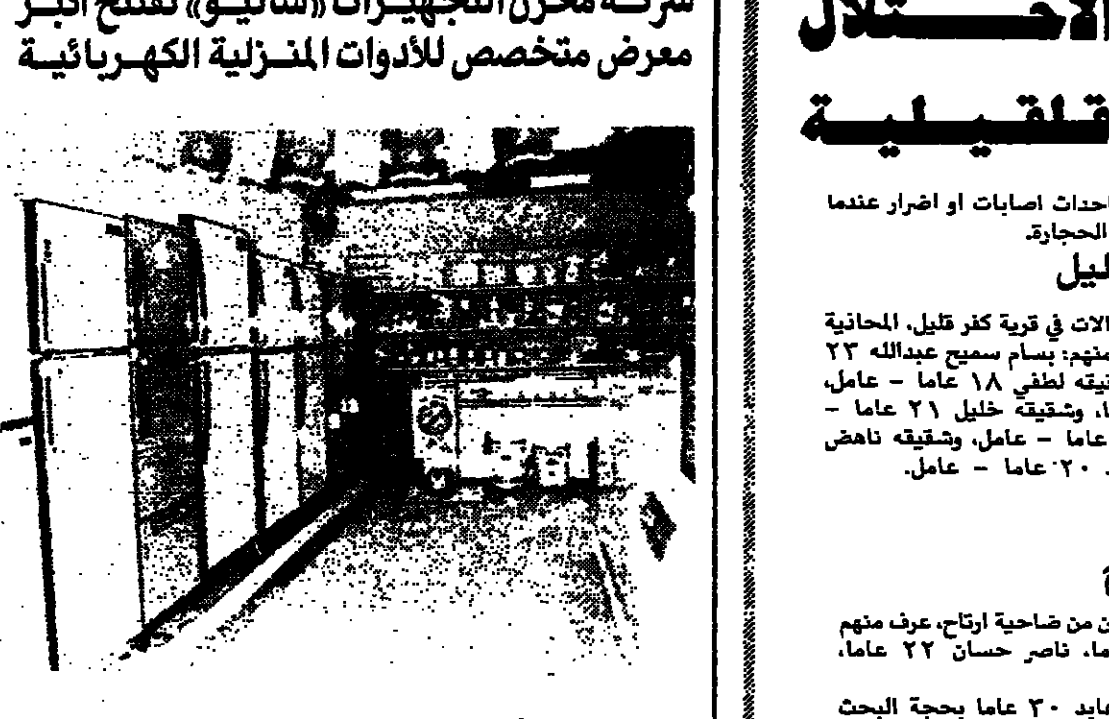 شركة مخزن التجهيزات «سانيو» تفتتح اكبر
معرض متخصص للأدوات المنزلية الكهربائية
الاحتلال
قلقيلية
احداث اصابات او اضرار عندما
الحجارة.
ليل
الات في قرية كفر قليل، المحاذية
منهم: بسام سميح عبدالله ٢٣
قيقه لطفي ١٨ عاما – عامل،
ا، وشقيقه خليل ٢١ عاما –
عاما – عامل، وشقيقه ناهض
٢٠ عاما – عامل.
ن من ضاحية ارتاح، عرف منهم
ما، ناصر حسان ٢٢ عاما،
عايد ٣٠ عاما بحجة البحث